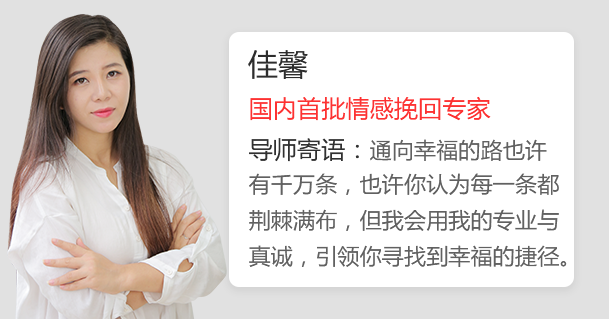 佳馨
国内首批情感挽回专家
导师寄语：通向幸福的路也许
有千万条，也许你认为每一条都
荆棘满布，但我会用我的专业与
真诚，引领你寻找到幸福的捷径。